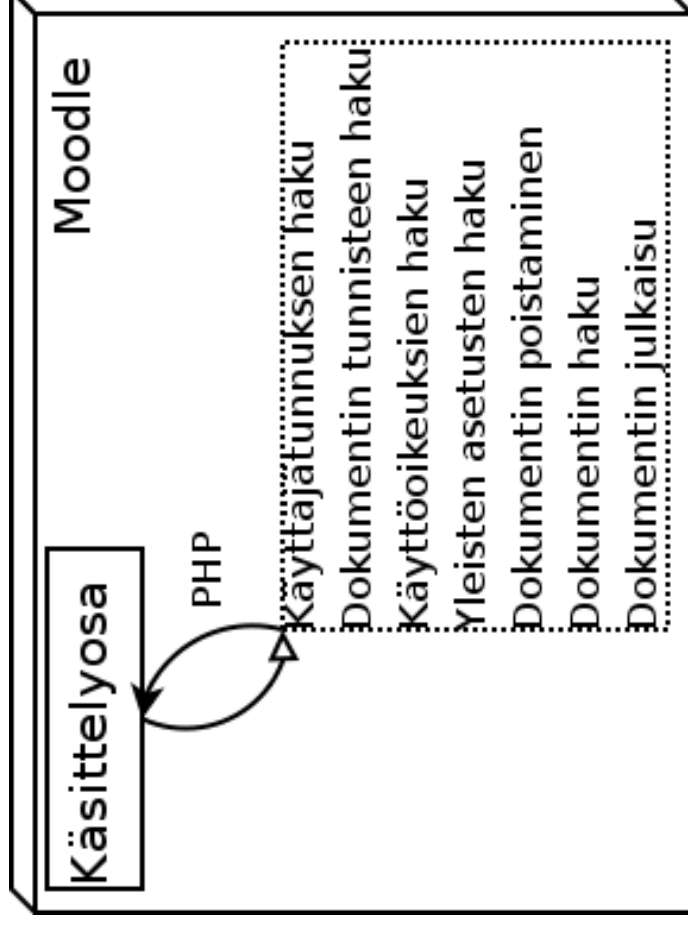 Moodle
Käsittelyosa
PHP
Käyttäjätunnuksen haku
Dokumentin tunnisteen haku
Käyttöoikeuksien haku
Yleisten asetusten haku
Dokumentin poistaminen
Dokumentin haku
Dokumentin julkaisu